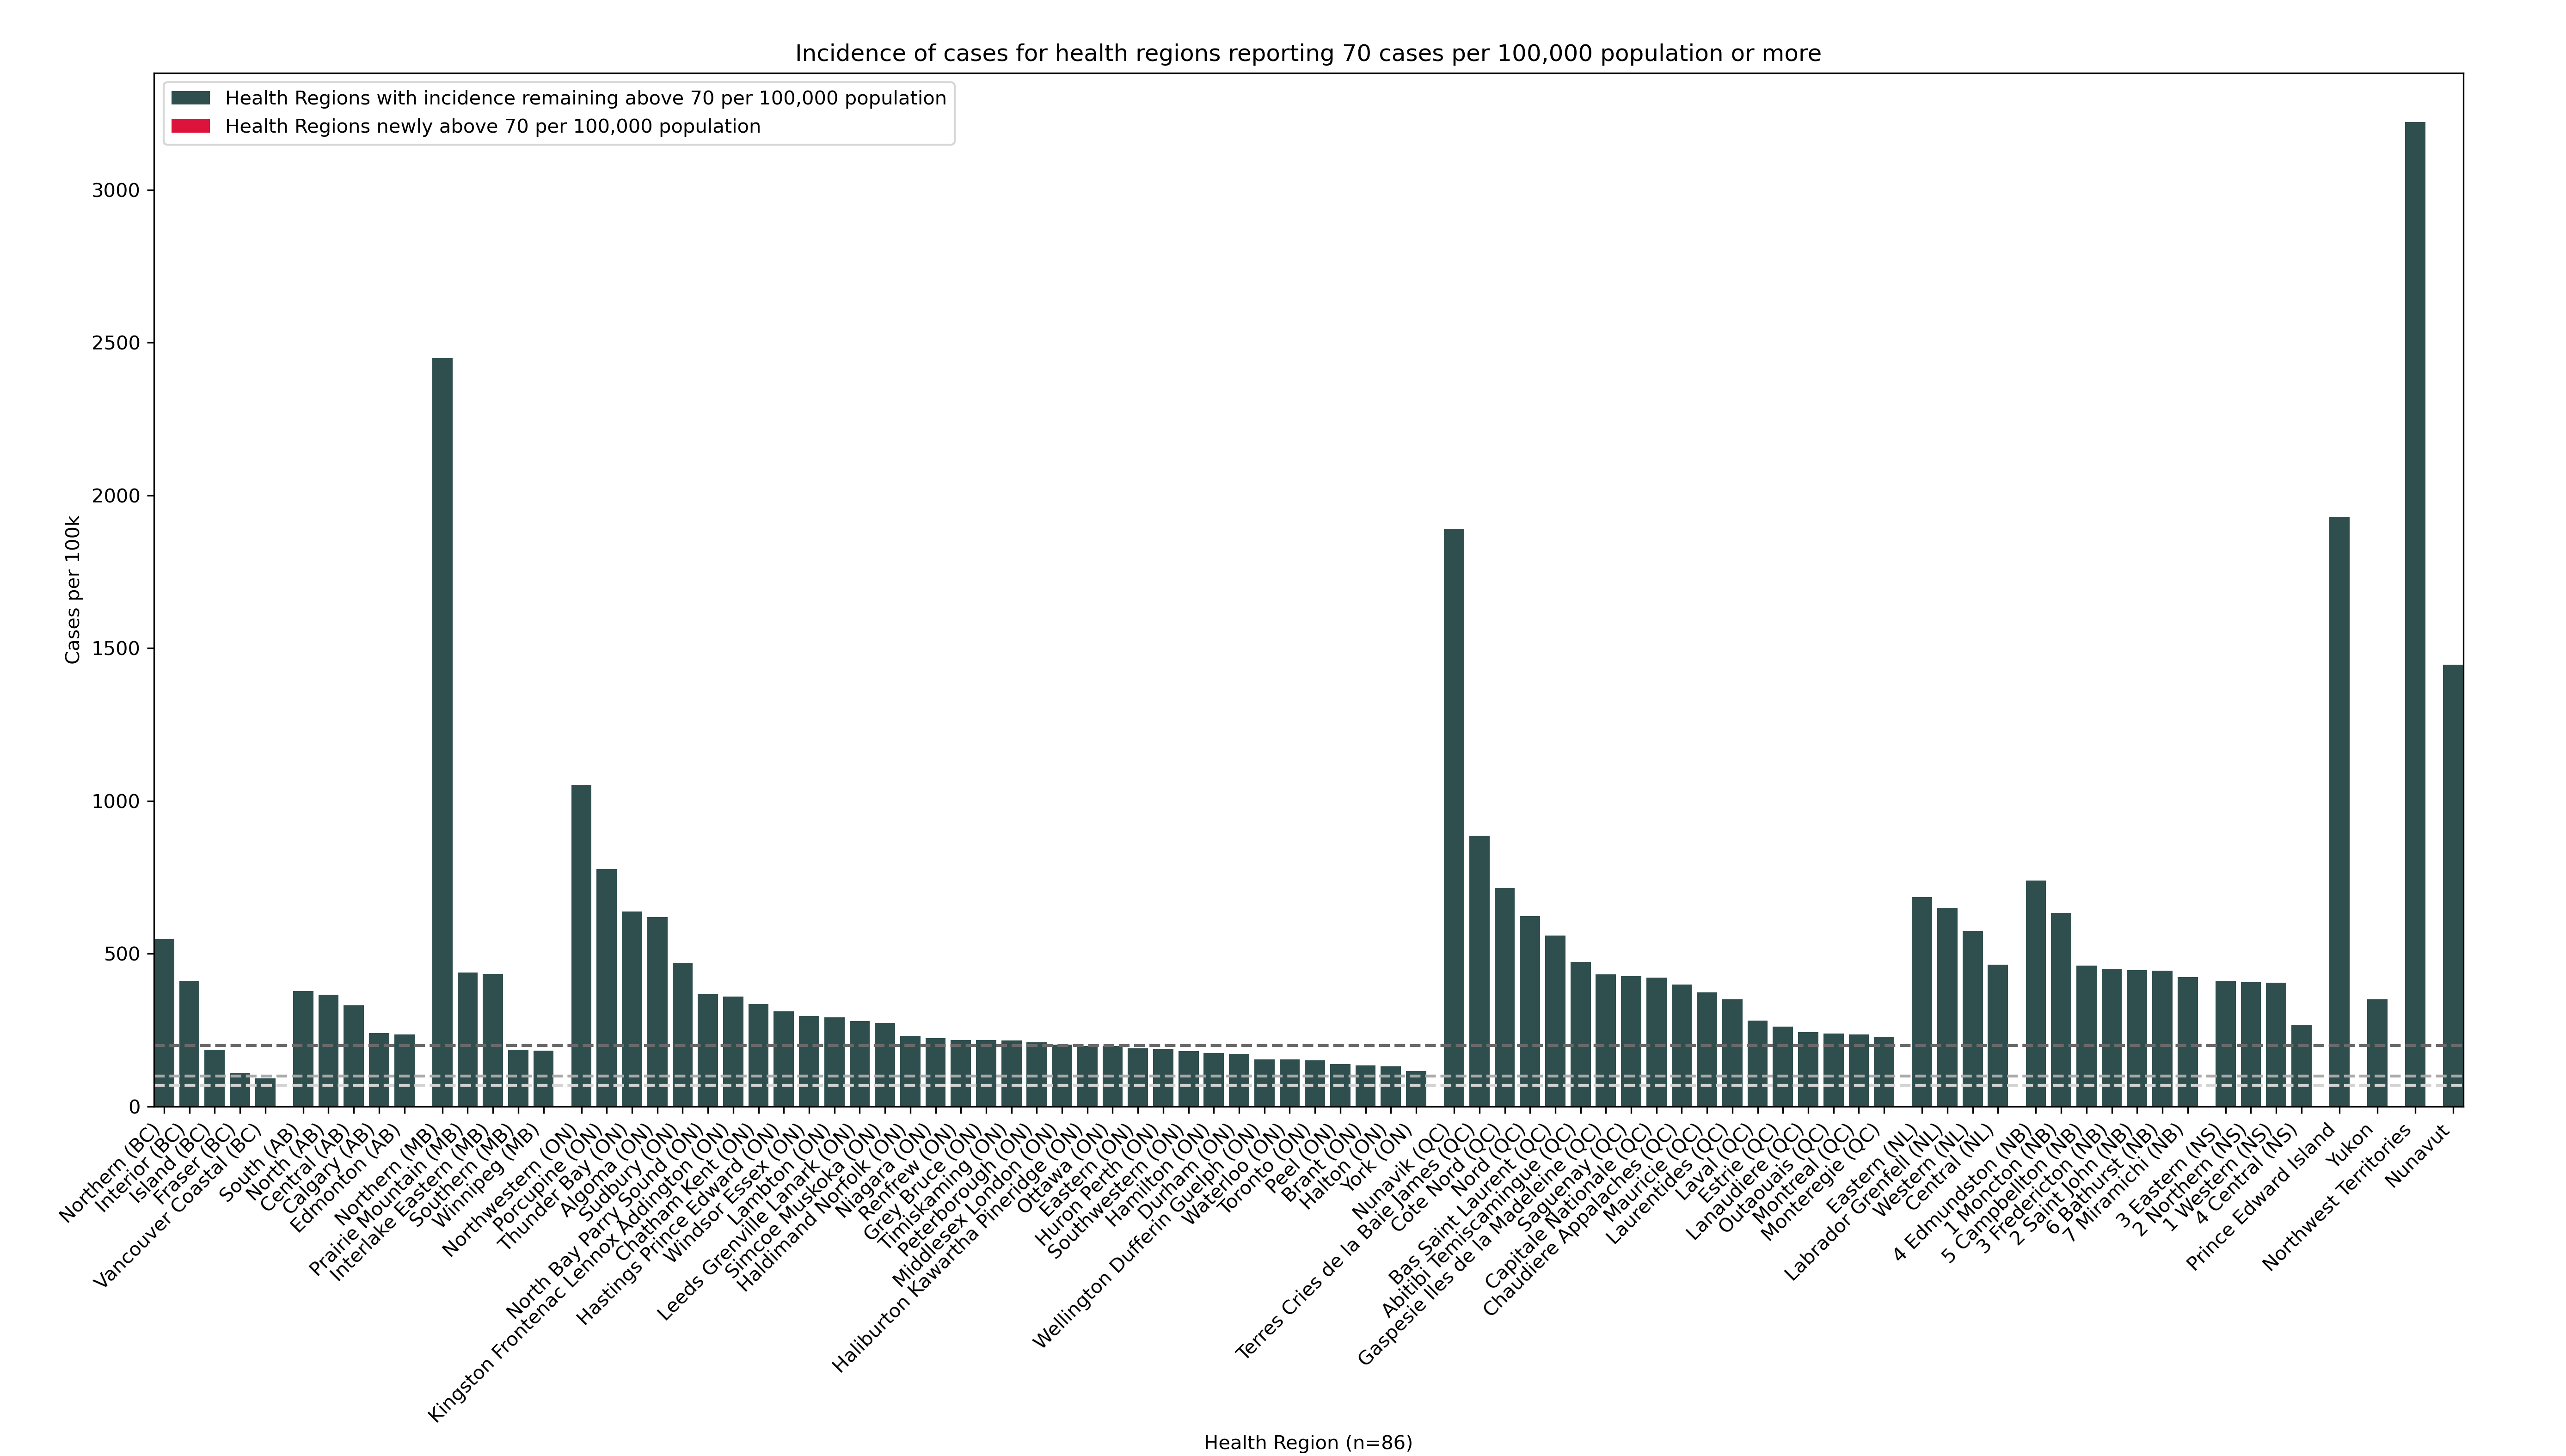 Incidence of cases for health regions reporting 70 cases per 100,000 population or more
Health Regions with incidence remaining above 70 per 100,000 population
Health Regions newly above 70 per 100,000 population
3000
2500
2000
1500
1000
500
0
Cases per 100k
Northern (BC)
Interior (BC)
Island (BC)
Fraser (BC)
Vancouver Coastal (BC)
South (AB)
North (AB)
Central (AB)
Calgary (AB)
Edmonton (AB)
Northern (MB)
Prairie Mountain (MB)
Interlake Eastern (MB)
Southern (MB)
Winnipeg (MB)
Northwestern (ON)
Porcupine (ON)
Thunder Bay (ON)
Algoma (ON)
Sudbury (ON)
North Bay Parry Sound (ON)
Kingston Frontenac Lennox Addington (ON)
Chatham Kent (ON)
Hastings Prince Edward (ON)
Windsor Essex (ON)
Lambton (ON)
Leeds Grenville Lanark (ON)
Simcoe Muskoka (ON)
Haldimand Norfolk (ON)
Niagara (ON)
Renfrew (ON)
Grey Bruce (ON)
Timiskaming (ON)
Peterborough (ON)
Middlesex London (ON)
Haliburton Kawartha Pineridge (ON)
Ottawa (ON)
Eastern (ON)
Huron Perth (ON)
Southwestern (ON)
Hamilton (ON)
Durham (ON)
Wellington Dufferin Guelph (ON)
Waterloo (ON)
Toronto (ON)
Peel (ON)
Brant (ON)
Halton (ON)
York (ON)
Nunavik (QC)
Terres Cries de la Baie James (QC)
Cote Nord (QC)
Nord (QC)
Bas Saint Laurent (QC)
Abitibi Temiscamingue (QC)
Gaspesie Iles de la Madeleine (QC)
Saguenay (QC)
Capitale Nationale (QC)
Chaudiere Appalaches (QC)
Mauricie (QC)
Laurentides (QC)
Laval (QC)
Estrie (QC)
Lanaudiere (QC)
Outaouais (QC)
Montreal (QC)
Monteregie (QC)
Eastern (NL)
Labrador Grenfell (NL)
Western (NL)
Central (NL)
4 Edmundston (NB)
1 Moncton (NB)
5 Campbellton (NB)
3 Fredericton (NB)
2 Saint John (NB)
6 Bathurst (NB)
7 Miramichi (NB)
3 Eastern (NS)
2 Northern (NS)
1 Western (NS)
4 Central (NS)
Prince Edward Island
Yukon
Northwest Territories
Nunavut
Health Region (n=86)